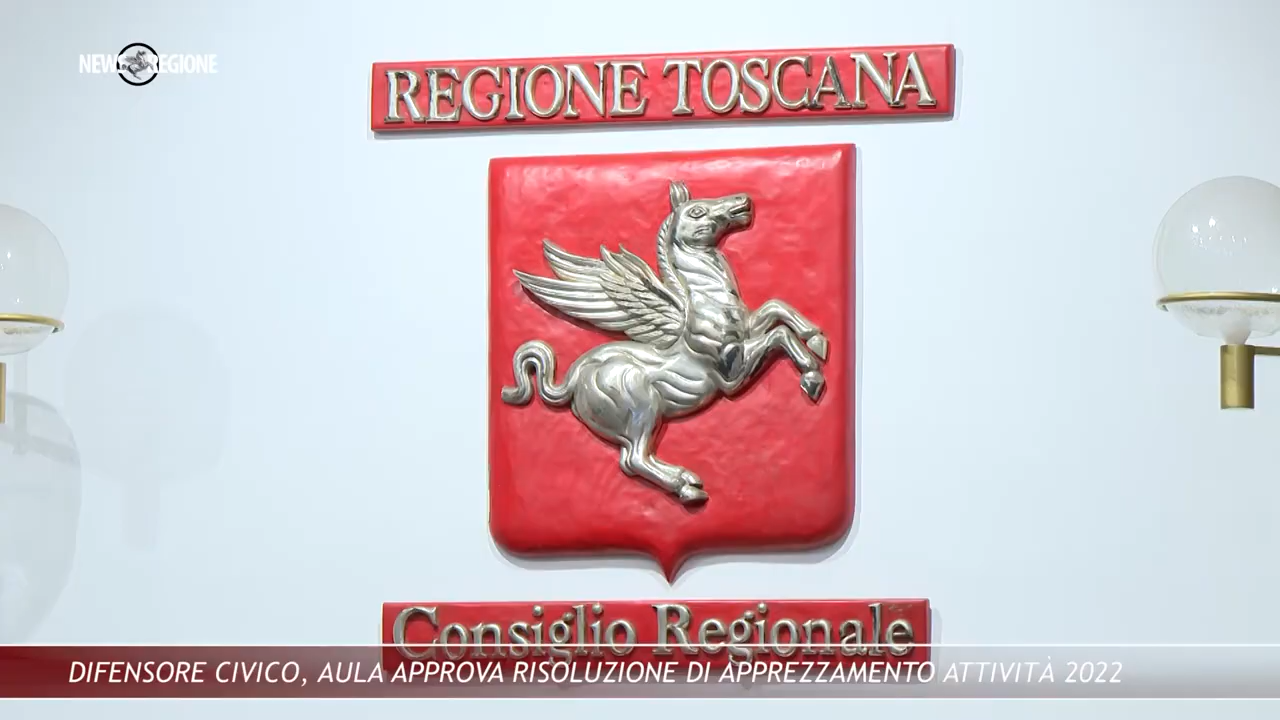 NEWS REGIONE
REGIONE TOSCANA
Consiglio Regionale
DIFENSORE CIVICO, AULA APPROVA RISOLUZIONE DI APPREZZAMENTO ATTIVITÀ 2022